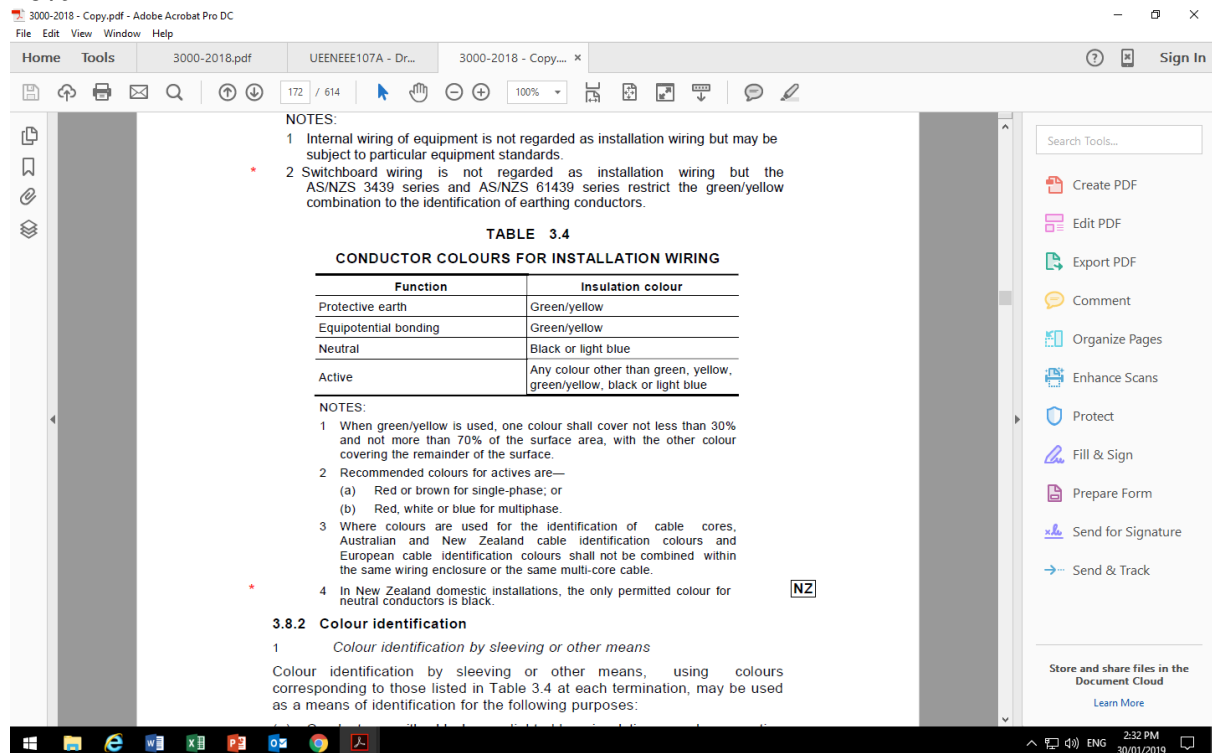 3000-2018 - Copy.pdf - Adobe Acrobat Pro DC
File Edit View Window Help
Home Tools 3000-2018.pdf UEENEEE107A - Dr... 3000-2018 - Copy.... × ? Sign In
172 / 614 100%
NOTES:
1 Internal wiring of equipment is not regarded as installation wiring but may be
subject to particular equipment standards.
* 2 Switchboard wiring is not regarded as installation wiring but the
AS/NZS 3439 series and AS/NZS 61439 series restrict the green/yellow
combination to the identification of earthing conductors.
TABLE 3.4
CONDUCTOR COLOURS FOR INSTALLATION WIRING
Function Insulation colour
Protective earth Green/yellow
Equipotential bonding Green/yellow
Neutral Black or light blue
Active Any colour other than green, yellow,
green/yellow, black or light blue
NOTES:
1 When green/yellow is used, one colour shall cover not less than 30%
and not more than 70% of the surface area, with the other colour
covering the remainder of the surface.
2 Recommended colours for actives are—
(a) Red or brown for single-phase; or
(b) Red, white or blue for multiphase.
3 Where colours are used for the identification of cable cores,
Australian and New Zealand cable identification colours and
European cable identification colours shall not be combined within
the same wiring enclosure or the same multi-core cable.
* 4 In New Zealand domestic installations, the only permitted colour for NZ
neutral conductors is black.
3.8.2 Colour identification
1 Colour identification by sleeving or other means
Colour identification by sleeving or other means, using colours
corresponding to those listed in Table 3.4 at each termination, may be used
as a means of identification for the following purposes:
Search Tools...
Create PDF
Edit PDF
Export PDF
Comment
Organize Pages
Enhance Scans
Protect
Fill & Sign
Prepare Form
Send for Signature
Send & Track
Store and share files in the
Document Cloud
Learn More
ENG 2:32 PM
30/01/2019